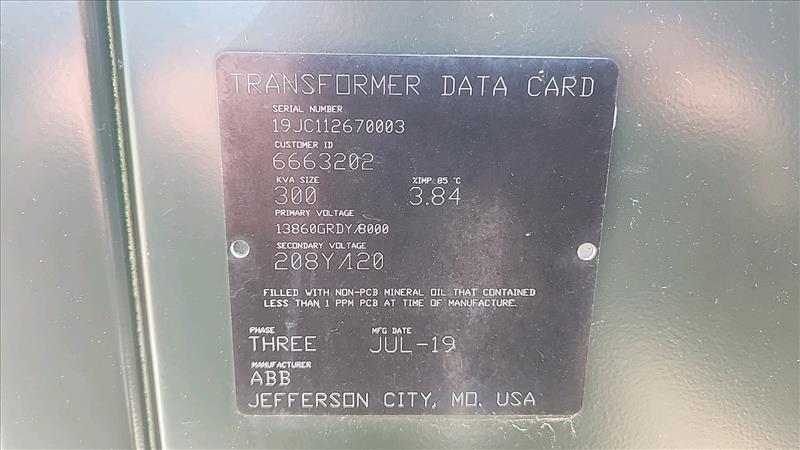 TRANSFORMER DATA CARD
SERIAL NUMBER
19JC112670003
CUSTOMER ID
6663202
KVA SIZE %IMP. 85 °C
300 3.84
PRIMARY VOLTAGE
13860GRDY/8000
SECONDARY VOLTAGE
208Y/120
FILLED WITH NON-PCB MINERAL OIL THAT CONTAINED
LESS THAN 1 PPM PCB AT TIME OF MANUFACTURE.
PHASE MFG DATE
THREE JUL-19
MANUFACTURER
ABB
JEFFERSON CITY, MO. USA